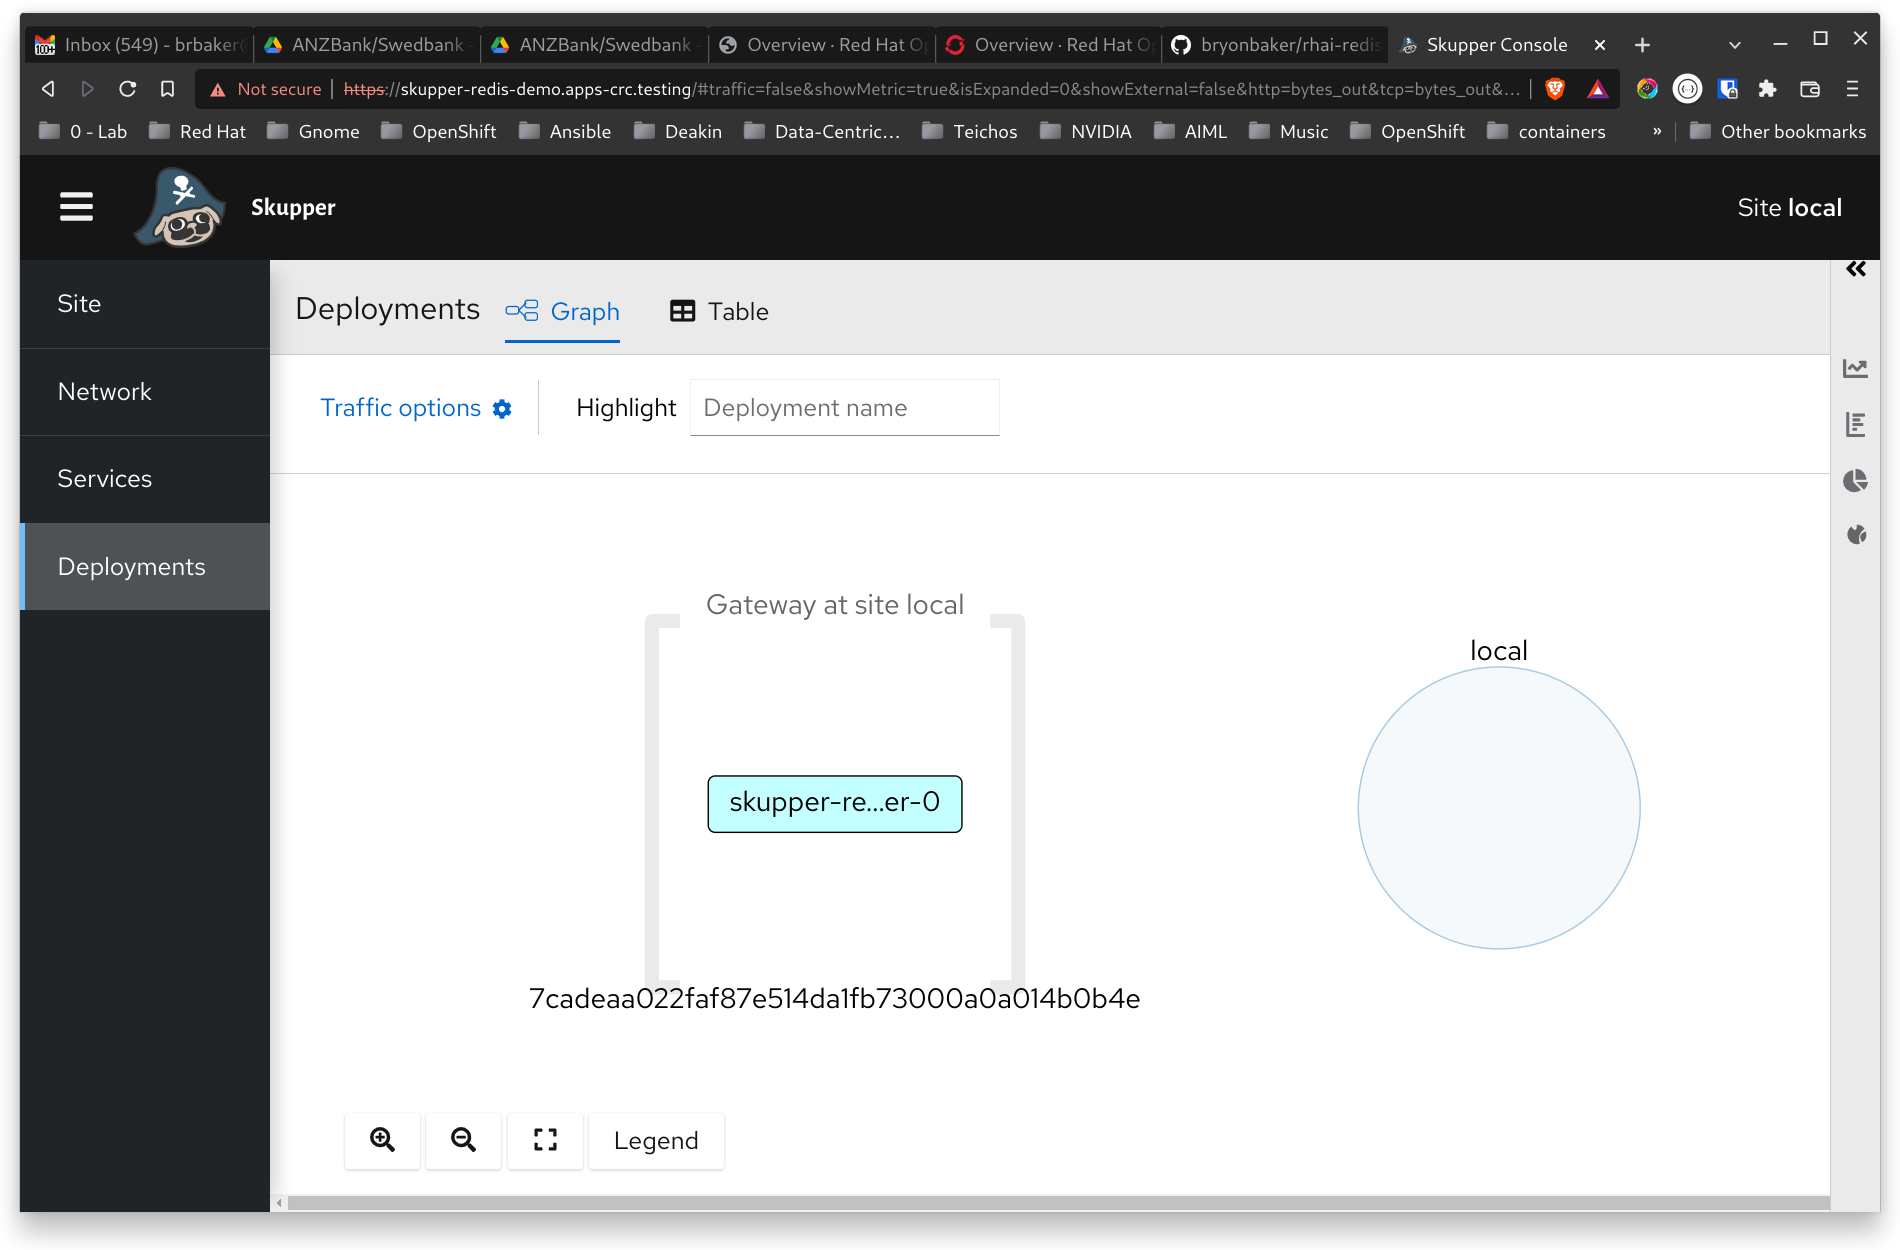 Inbox (549) - brbaker@
ANZBank/Swedbank -
ANZBank/Swedbank -
Overview · Red Hat Op
Overview · Red Hat O
bryonbaker/rhai-redis
Skupper Console
Not secure
https://skupper-redis-demo.apps-crc.testing/#traffic=false&showMetric=true&isExpanded=0&showExternal=false&http=bytes_out&tcp=bytes_out&...
0 - Lab
Red Hat
Gnome
OpenShift
Ansible
Deakin
Data-Centric...
Teichos
NVIDIA
AIML
Music
OpenShift
containers
»
Other bookmarks
Skupper
Site local
Site
Network
Services
Deployments
Deployments
Graph
Table
Traffic options
Highlight
Deployment name
Gateway at site local
skupper-re...er-0
7cadeaa022faf87e514da1fb73000a0a014b0b4e
local
Legend